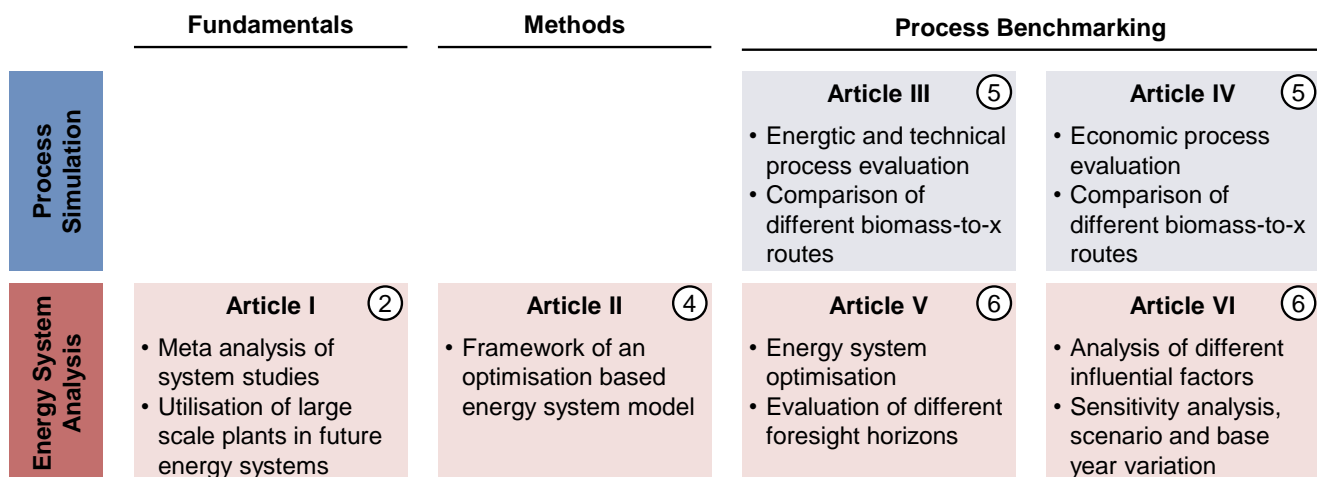 Fundamentals
Methods
Process Benchmarking
Process
Simulation
Article III
5
• Energtic and technical
process evaluation
• Comparison of
different biomass-to-x
routes
Article IV
5
• Economic process
evaluation
• Comparison of
different biomass-to-x
routes
Energy System
Analysis
Article I
2
• Meta analysis of
system studies
• Utilisation of large
scale plants in future
energy systems
Article II
4
• Framework of an
optimisation based
energy system model
Article V
6
• Energy system
optimisation
• Evaluation of different
foresight horizons
Article VI
6
• Analysis of different
influential factors
• Sensitivity analysis,
scenario and base
year variation